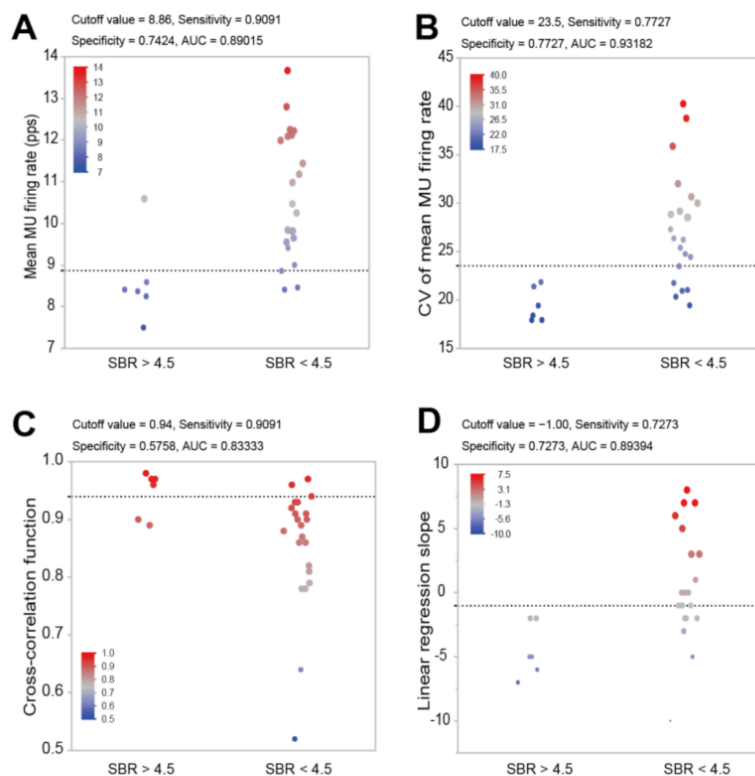 A
Cutoff value = 8.86, Sensitivity = 0.9091
Specificity = 0.7424, AUC = 0.89015
Mean MU firing rate (pps)
14
13
12
11
10
9
8
7
14
13
12
11
10
9
8
7
SBR > 4.5
SBR < 4.5
B
Cutoff value = 23.5, Sensitivity = 0.7727
Specificity = 0.7727, AUC = 0.93182
CV of mean MU firing rate
45
40
35
30
25
20
15
40.0
35.5
31.0
26.5
22.0
17.5
SBR > 4.5
SBR < 4.5
C
Cutoff value = 0.94, Sensitivity = 0.9091
Specificity = 0.5758, AUC = 0.83333
Cross-correlation function
1.0
0.9
0.8
0.7
0.6
0.5
1.0
0.9
0.8
0.7
0.6
0.5
SBR > 4.5
SBR < 4.5
D
Cutoff value = −1.00, Sensitivity = 0.7273
Specificity = 0.7273, AUC = 0.89394
Linear regression slope
10
5
0
-5
-10
7.5
3.1
-1.3
-5.6
-10.0
SBR > 4.5
SBR < 4.5